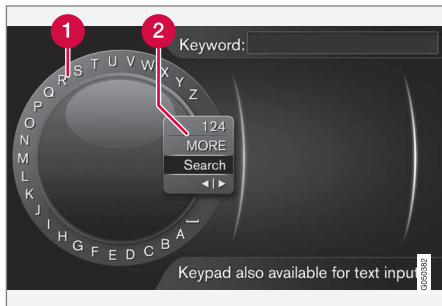 1
2
Keyword:
A B C D E F G H I J K L M N O P Q R S T U V W X Y Z
124
MORE
Search
◄|►
Keypad also available for text input
G050382